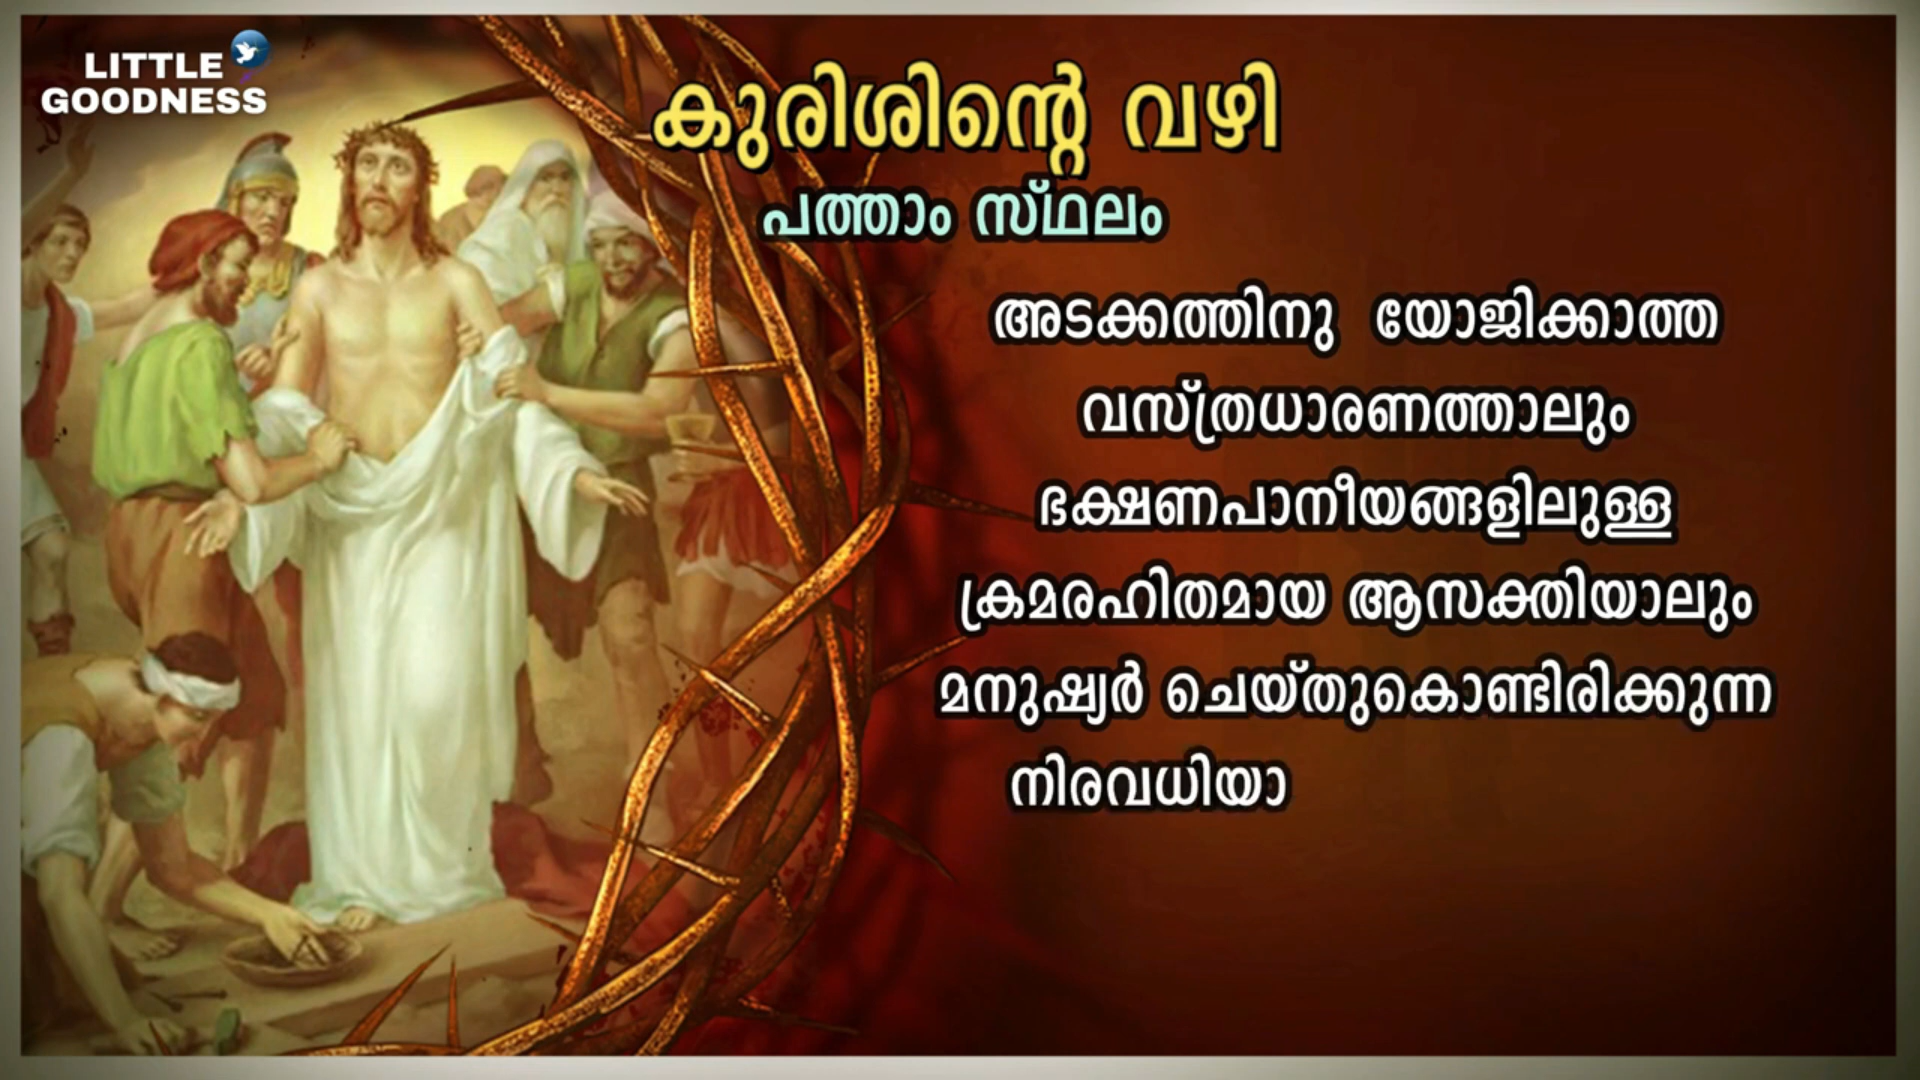 LITTLE
GOODNESS
കുരിശിന്റെ വഴി
പത്താം സ്ഥലം
അടക്കത്തിനു യോജിക്കാത്ത
വസ്ത്രധാരണത്താലും
ഭക്ഷണപാനീയങ്ങളിലുള്ള
ക്രമരഹിതമായ ആസക്തിയാലും
മനുഷ്യർ ചെയ്തുകൊണ്ടിരിക്കുന്ന
നിരവധിയാ